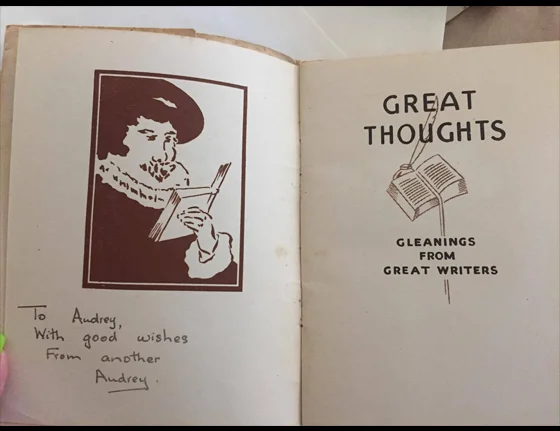 To Audrey,
With good wishes
From another
Audrey.
GREAT
THOUGHTS
GLEANINGS
FROM
GREAT WRITERS